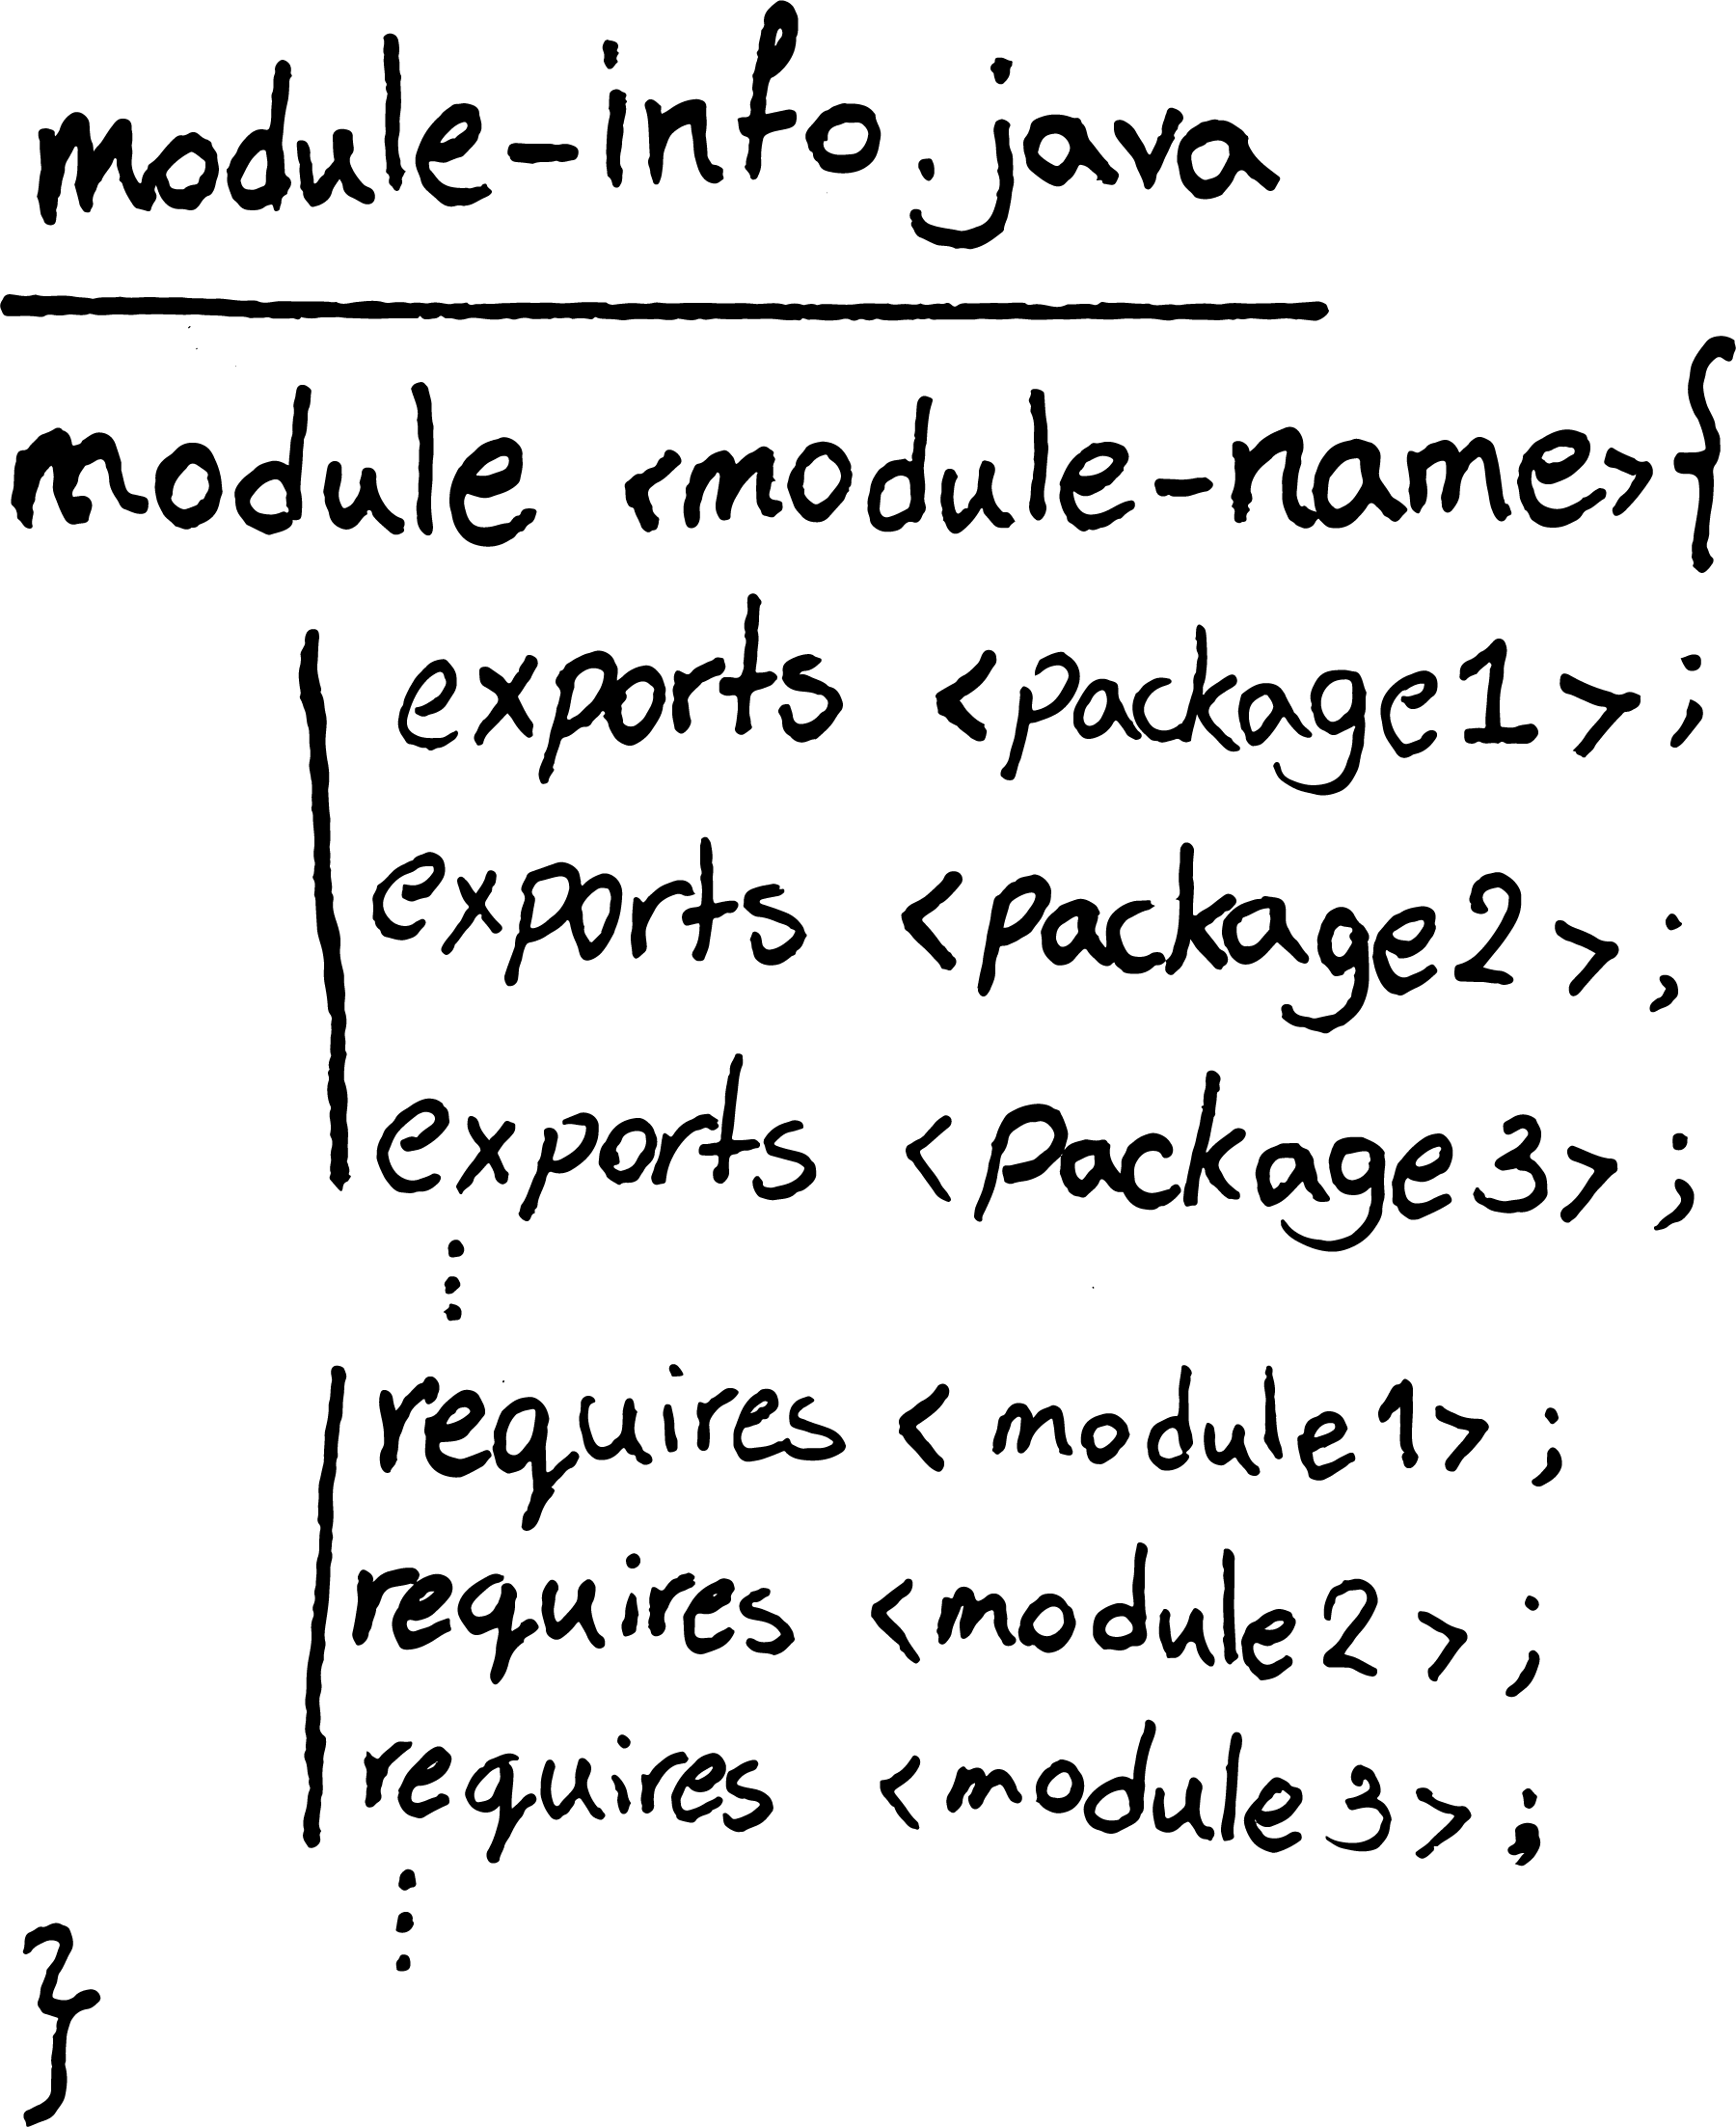 module-info.java
module <module-name>{
exports <package1>;
exports <package2>;
exports <package3>;
⋮
requires <module1>;
requires <module2>;
requires <module3>;
⋮
}